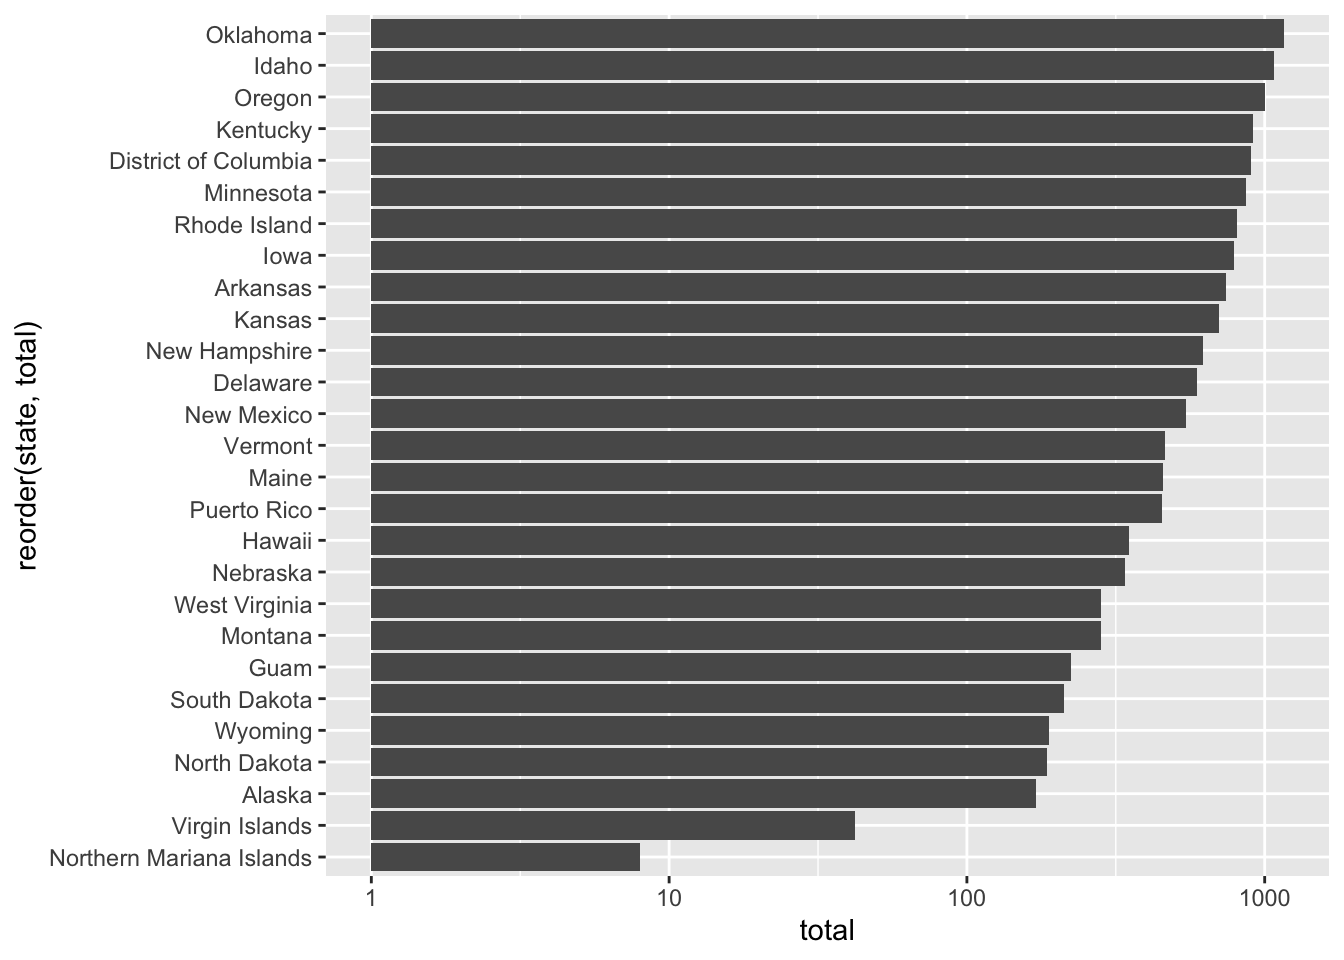 Oklahoma
Idaho
Oregon
Kentucky
District of Columbia
Minnesota
Rhode Island
Iowa
Arkansas
Kansas
New Hampshire
Delaware
New Mexico
Vermont
Maine
Puerto Rico
Hawaii
Nebraska
West Virginia
Montana
Guam
South Dakota
Wyoming
North Dakota
Alaska
Virgin Islands
Northern Mariana Islands
reorder(state, total)
1 10 100 1000
total